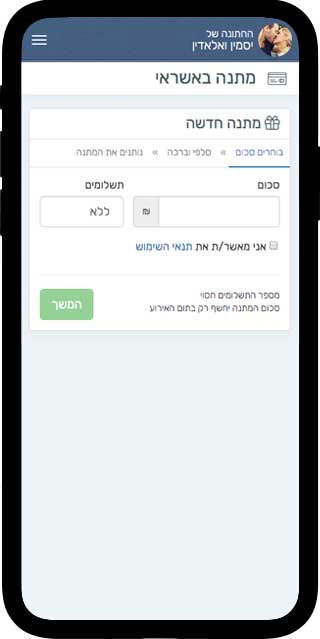 החתונה של
יסמין ואלאדין
מתנה באשראי
מתנה חדשה
בוחרים סכום » סלפי וברכה » נותנים את המתנה
סכום תשלומים
₪ ללא
אני מאשר/ת את תנאי השימוש
מספר התשלומים חסוי
סכום המתנה יחשף רק בתום האירוע
המשך